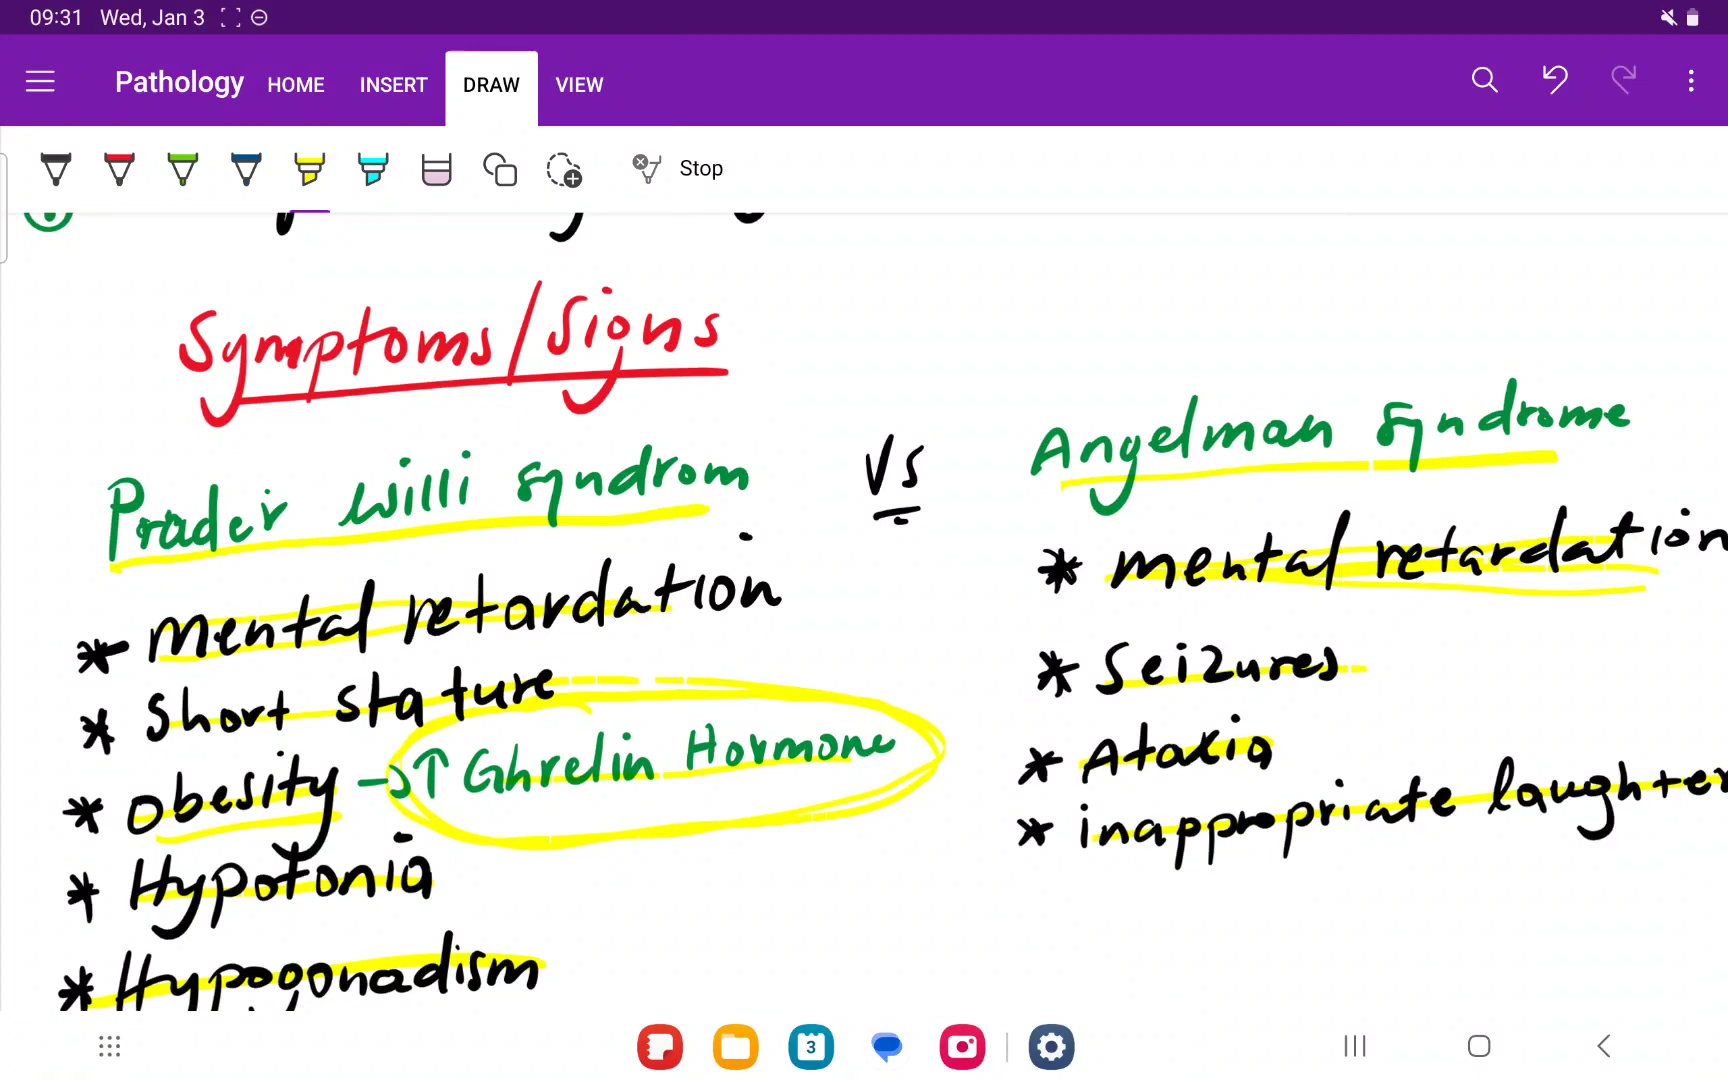 09:31 Wed, Jan 3
Pathology HOME INSERT DRAW VIEW
Stop
Symptoms/Signs
Prader willi syndrom
Vs
Angelman syndrome
* Mental retardation
* Short stature
* Obesity → ↑ Ghrelin Hormone
* Hypotonia
* Hypogonadism
* mental retardation
* Seizures
* Ataxia
* inappropriate laughter
3